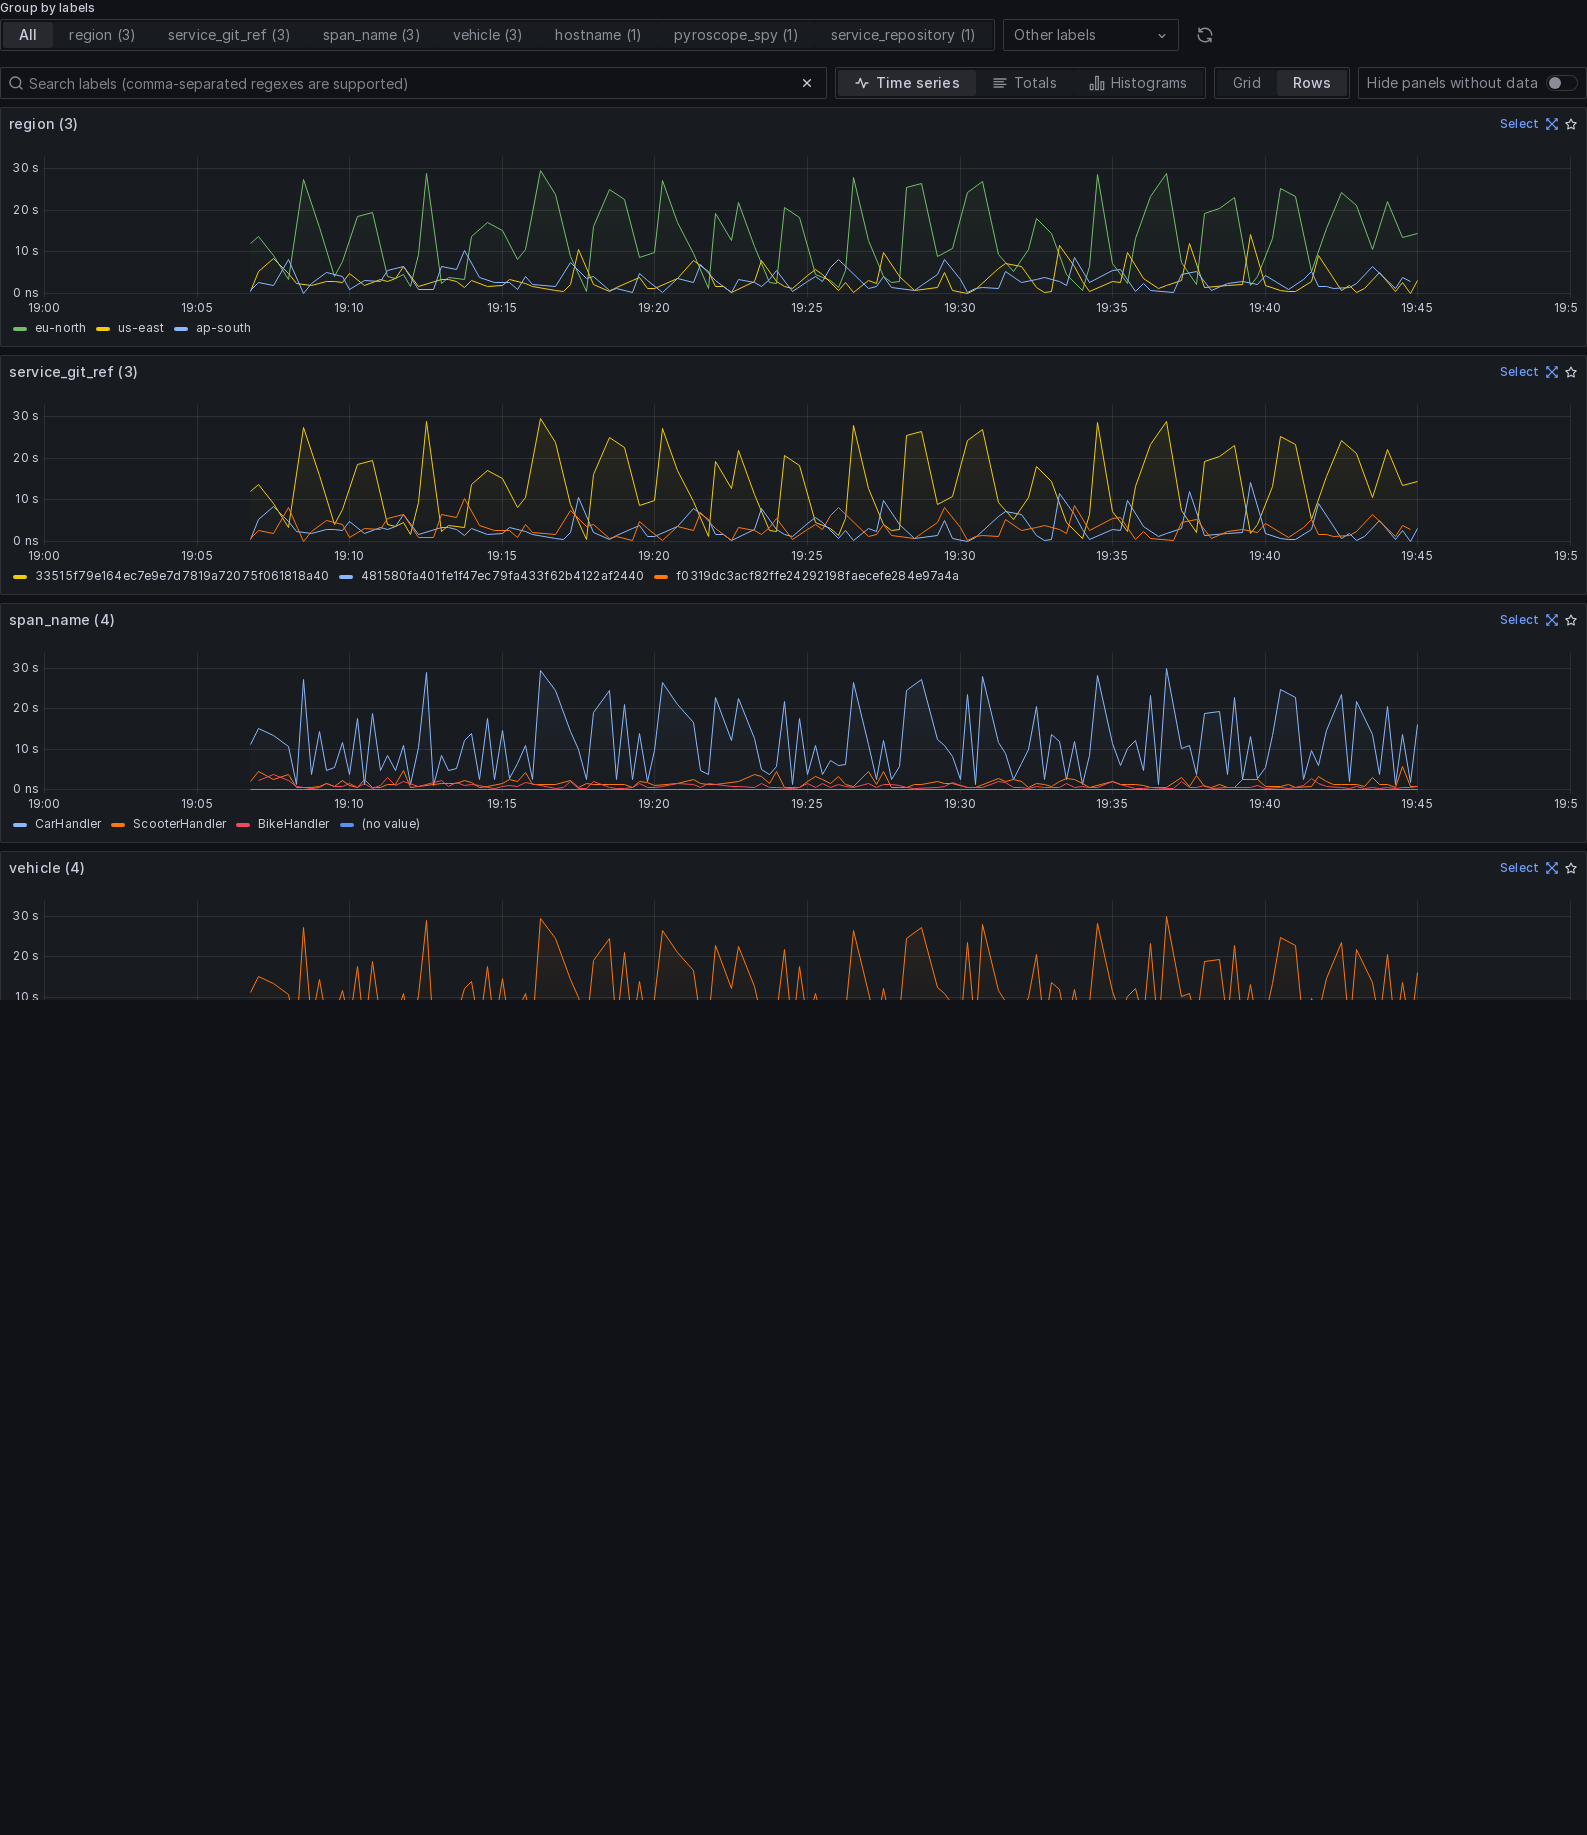 Group by labels
All region (3) service_git_ref (3) span_name (3) vehicle (3) hostname (1) pyroscope_spy (1) service_repository (1) Other labels
Search labels (comma-separated regexes are supported) Time series Totals Histograms Grid Rows Hide panels without data
region (3) Select
30 s
20 s
10 s
0 ns
19:00 19:05 19:10 19:15 19:20 19:25 19:30 19:35 19:40 19:45 19:5
eu-north us-east ap-south
service_git_ref (3) Select
30 s
20 s
10 s
0 ns
19:00 19:05 19:10 19:15 19:20 19:25 19:30 19:35 19:40 19:45 19:5
33515f79e164ec7e9e7d7819a72075f061818a40 481580fa401fe1f47ec79fa433f62b4122af2440 f0319dc3acf82ffe24292198faecefe284e97a4a
span_name (4) Select
30 s
20 s
10 s
0 ns
19:00 19:05 19:10 19:15 19:20 19:25 19:30 19:35 19:40 19:45 19:5
CarHandler ScooterHandler BikeHandler (no value)
vehicle (4) Select
30 s
20 s
10 s